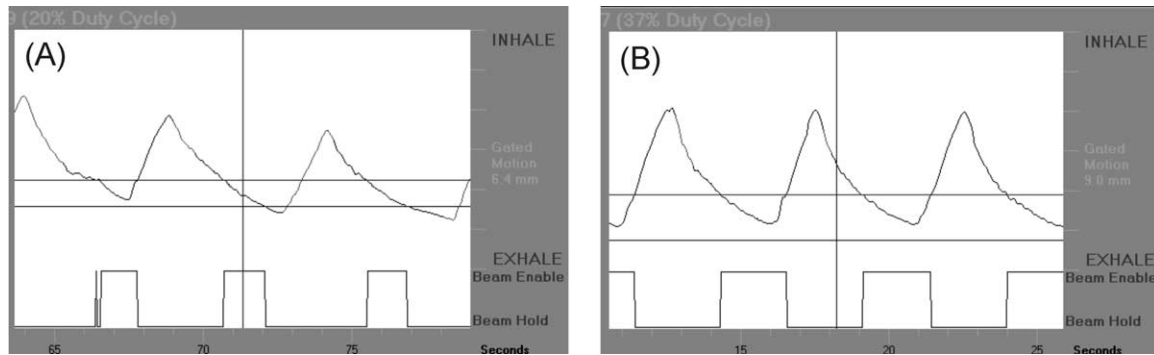 9 (20% Duty Cycle)
(A)
INHALE
Gated
Motion
6.4 mm
EXHALE
Beam Enable
Beam Hold
65 70 75 Seconds
7 (37% Duty Cycle)
(B)
INHALE
Gated
Motion
9.0 mm
EXHALE
Beam Enable
Beam Hold
15 20 25 Seconds